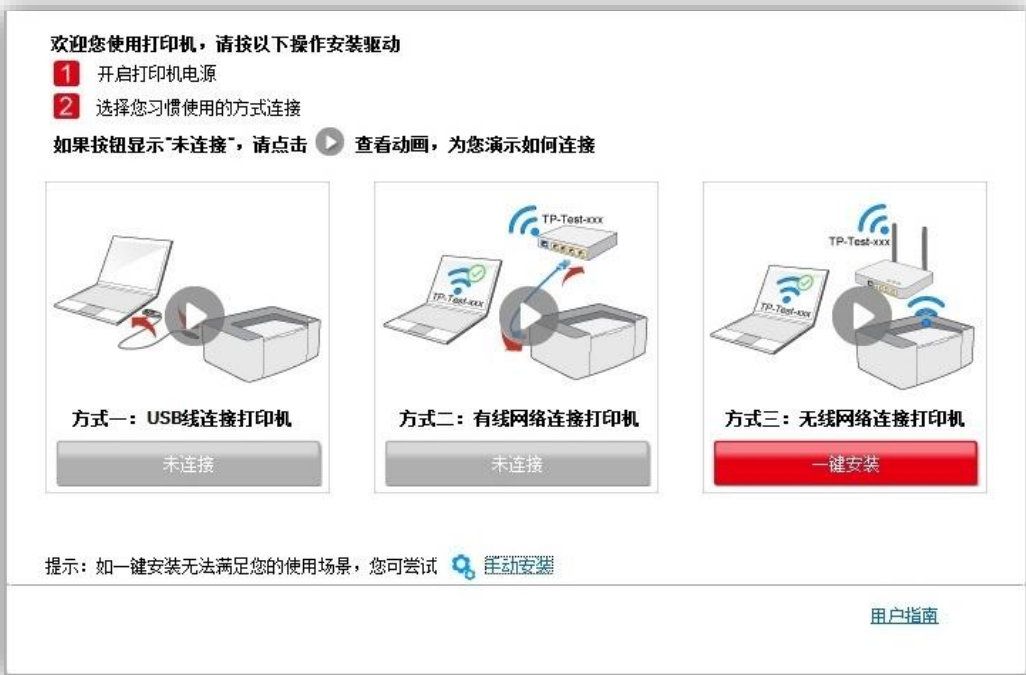 欢迎您使用打印机，请按以下操作安装驱动
1 开启打印机电源
2 选择您习惯使用的方式连接
如果按钮显示"未连接"，请点击 查看动画，为您演示如何连接
TP-Test-xxx
TP-Test-xxx
TP-Test-xxx
TP-Test-xxx
方式一：USB线连接打印机
未连接
方式二：有线网络连接打印机
未连接
方式三：无线网络连接打印机
一键安装
提示：如一键安装无法满足您的使用场景，您可尝试 手动安装
用户指南